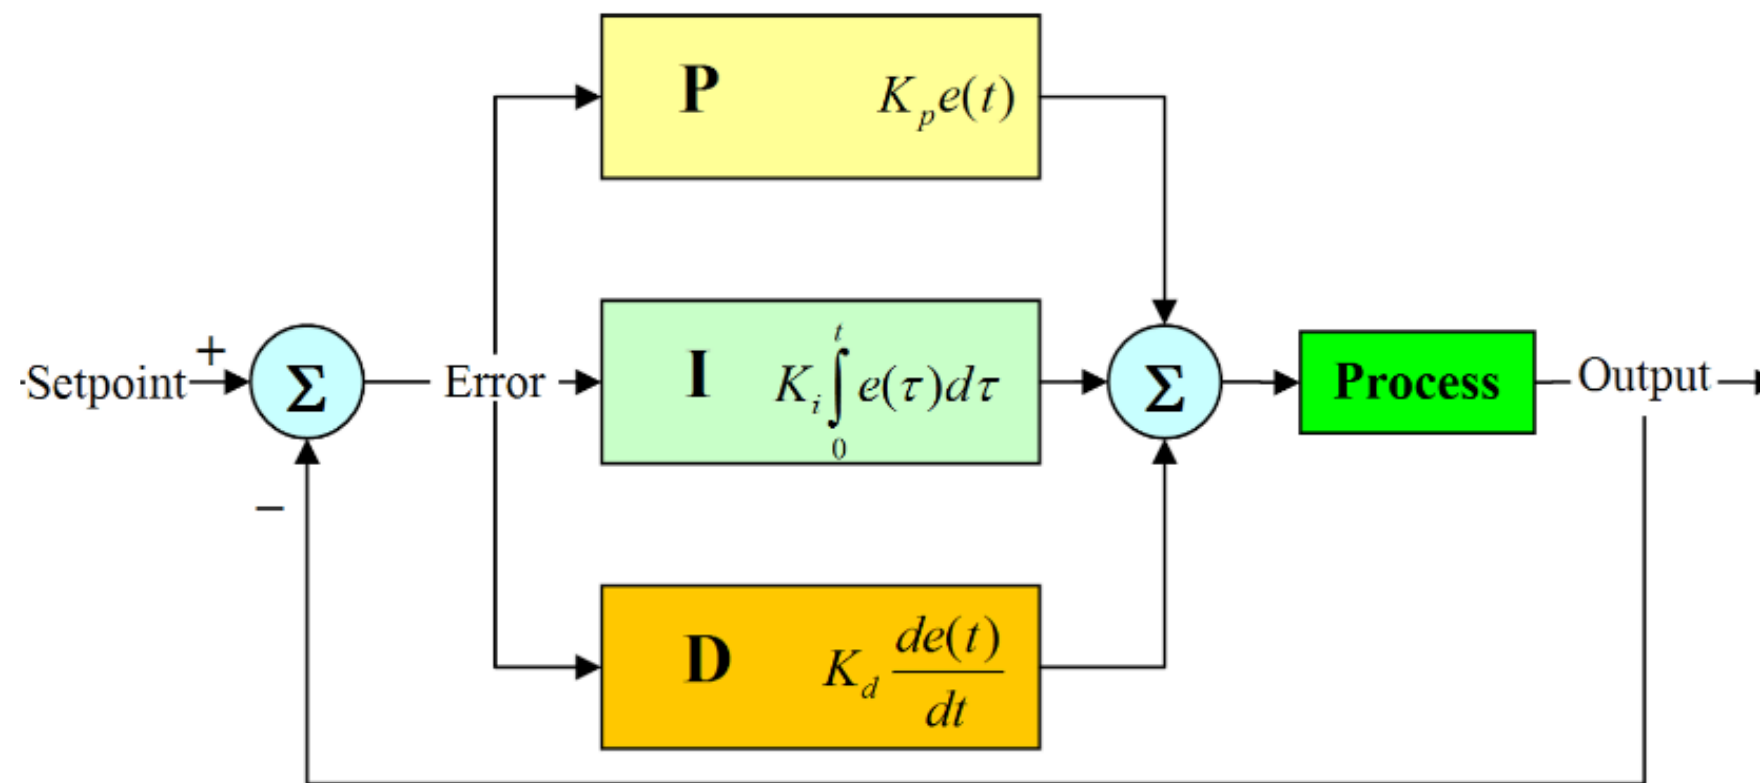 P K_p e(t)
Setpoint + Σ Error I K_i ∫_0^t e(τ)dτ Σ Process Output
−
D K_d de(t)/dt